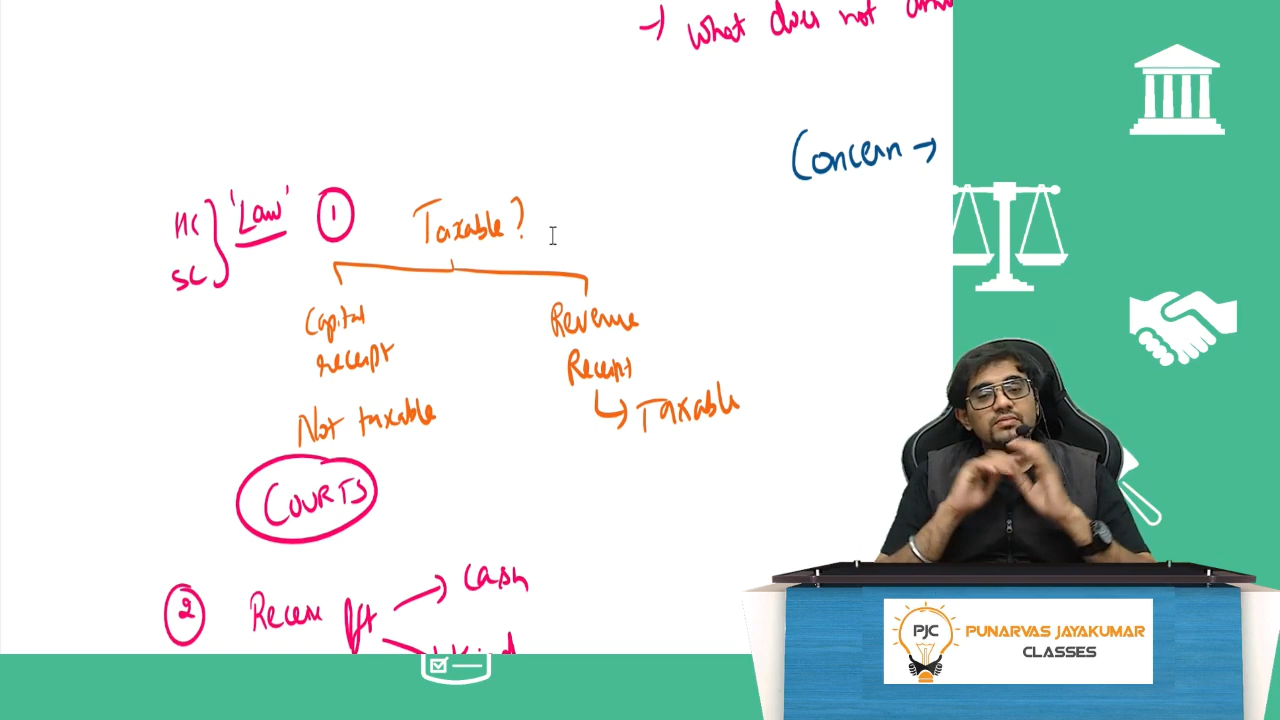 → What does not
Concern →
HC
SC
'Law'
1
Taxable?
Capital
receipt
Not taxable
Revenue
Receipt
↳ Taxable
COURTS
2
→ Cash
PJC
PUNARVAS JAYAKUMAR
CLASSES